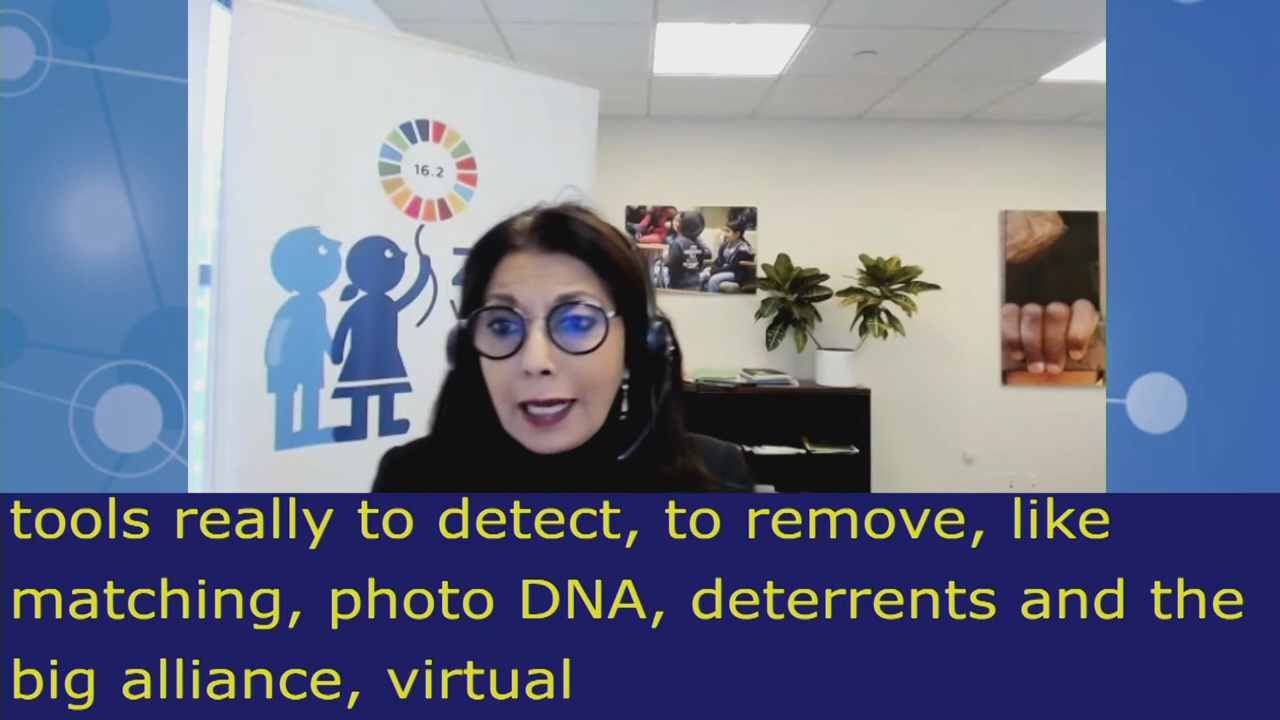 16.2
tools really to detect, to remove, like
matching, photo DNA, deterrents and the
big alliance, virtual